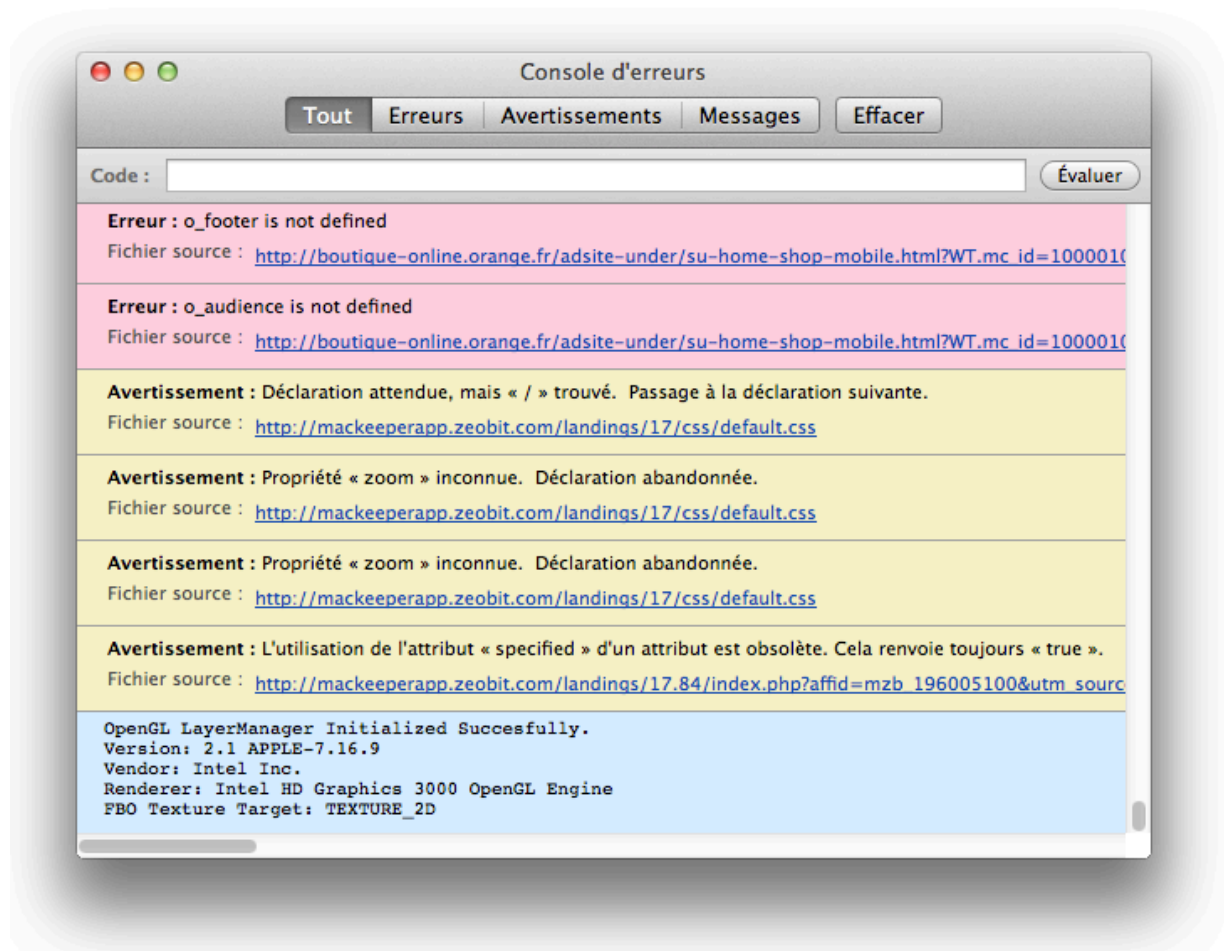 Console d'erreurs
Tout Erreurs Avertissements Messages Effacer
Code : Évaluer
Erreur : o_footer is not defined
Fichier source : http://boutique-online.orange.fr/adsite-under/su-home-shop-mobile.html?WT.mc_id=1000010
Erreur : o_audience is not defined
Fichier source : http://boutique-online.orange.fr/adsite-under/su-home-shop-mobile.html?WT.mc_id=1000010
Avertissement : Déclaration attendue, mais « / » trouvé.  Passage à la déclaration suivante.
Fichier source : http://mackeeperapp.zeobit.com/landings/17/css/default.css
Avertissement : Propriété « zoom » inconnue.  Déclaration abandonnée.
Fichier source : http://mackeeperapp.zeobit.com/landings/17/css/default.css
Avertissement : Propriété « zoom » inconnue.  Déclaration abandonnée.
Fichier source : http://mackeeperapp.zeobit.com/landings/17/css/default.css
Avertissement : L'utilisation de l'attribut « specified » d'un attribut est obsolète. Cela renvoie toujours « true ».
Fichier source : http://mackeeperapp.zeobit.com/landings/17.84/index.php?affid=mzb_196005100&utm_sourc
OpenGL LayerManager Initialized Succesfully.
Version: 2.1 APPLE-7.16.9
Vendor: Intel Inc.
Renderer: Intel HD Graphics 3000 OpenGL Engine
FBO Texture Target: TEXTURE_2D